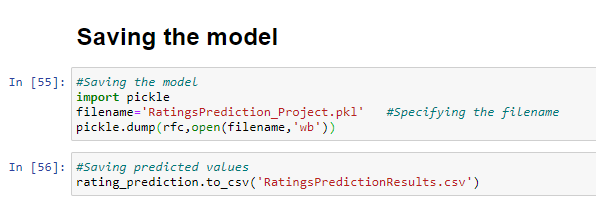 Saving the model
In [55]: #Saving the model
import pickle
filename='RatingsPrediction_Project.pkl'   #Specifying the filename
pickle.dump(rfc,open(filename,'wb'))
In [56]: #Saving predicted values
rating_prediction.to_csv('RatingsPredictionResults.csv')